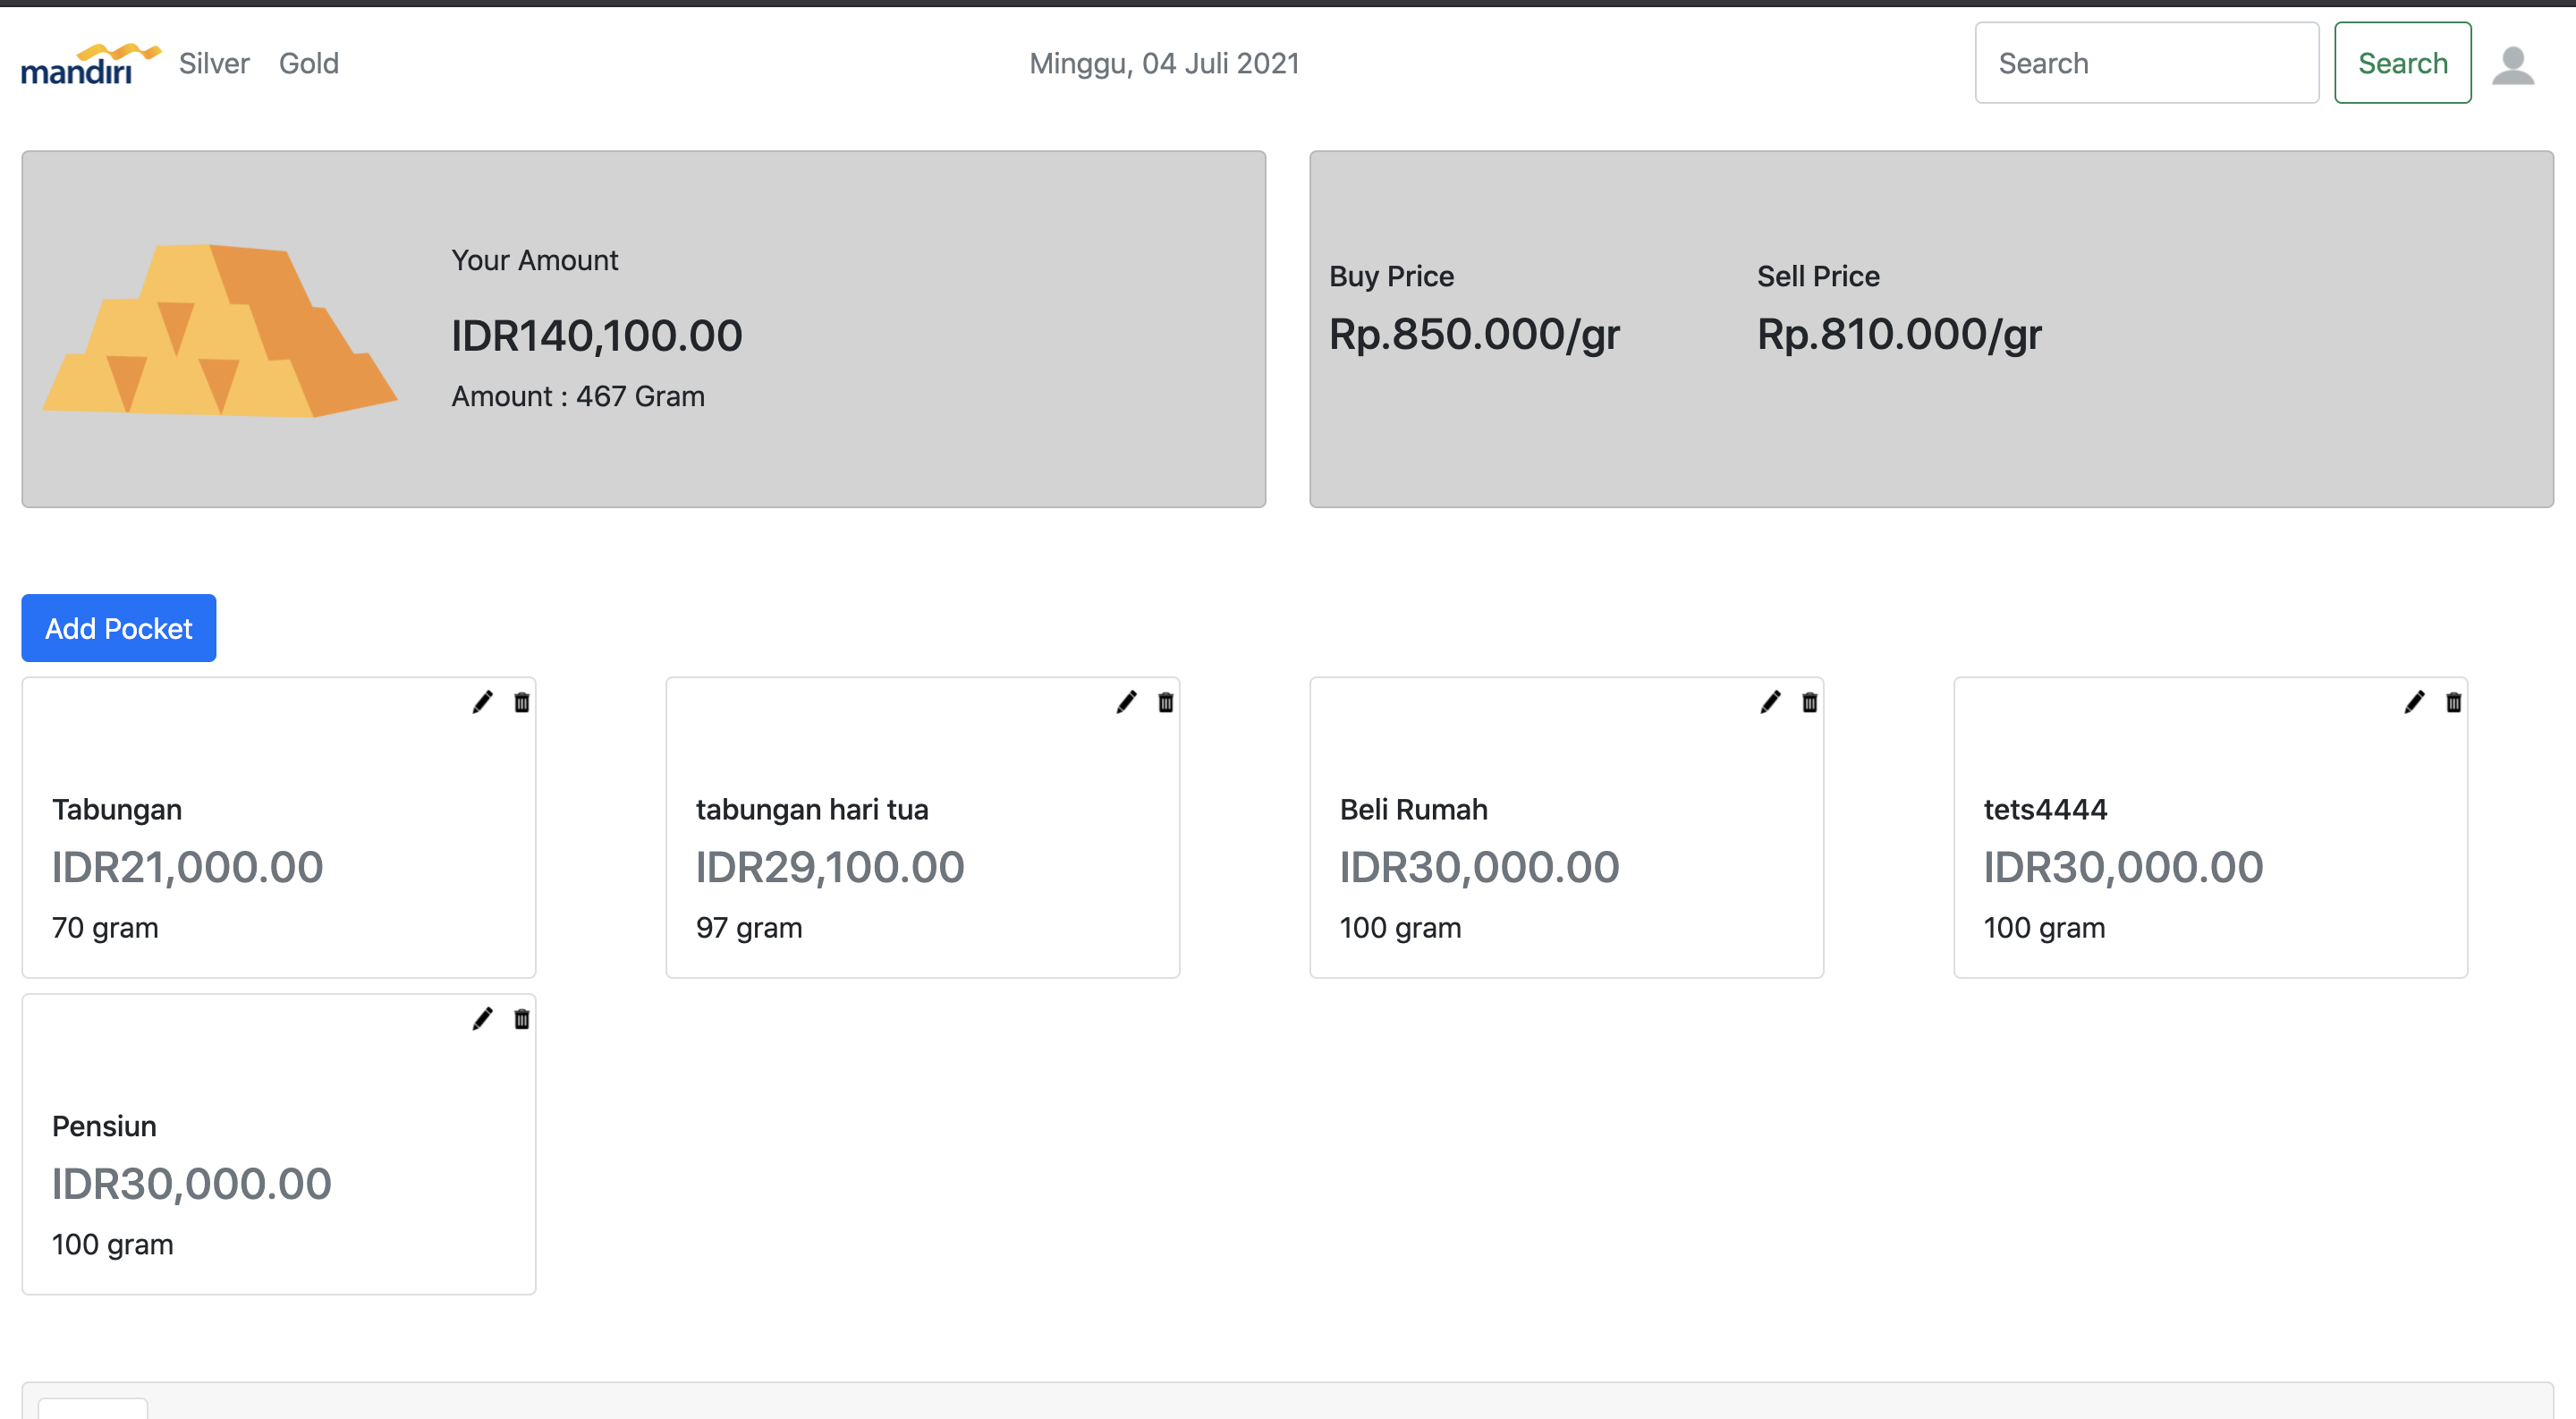 mandiri Silver Gold Minggu, 04 Juli 2021 Search Search
Your Amount
IDR140,100.00
Amount : 467 Gram
Buy Price Sell Price
Rp.850.000/gr Rp.810.000/gr
Add Pocket
Tabungan
IDR21,000.00
70 gram
tabungan hari tua
IDR29,100.00
97 gram
Beli Rumah
IDR30,000.00
100 gram
tets4444
IDR30,000.00
100 gram
Pensiun
IDR30,000.00
100 gram